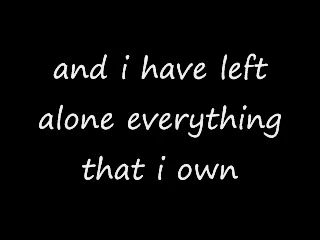 and i have left
alone everything
that i own